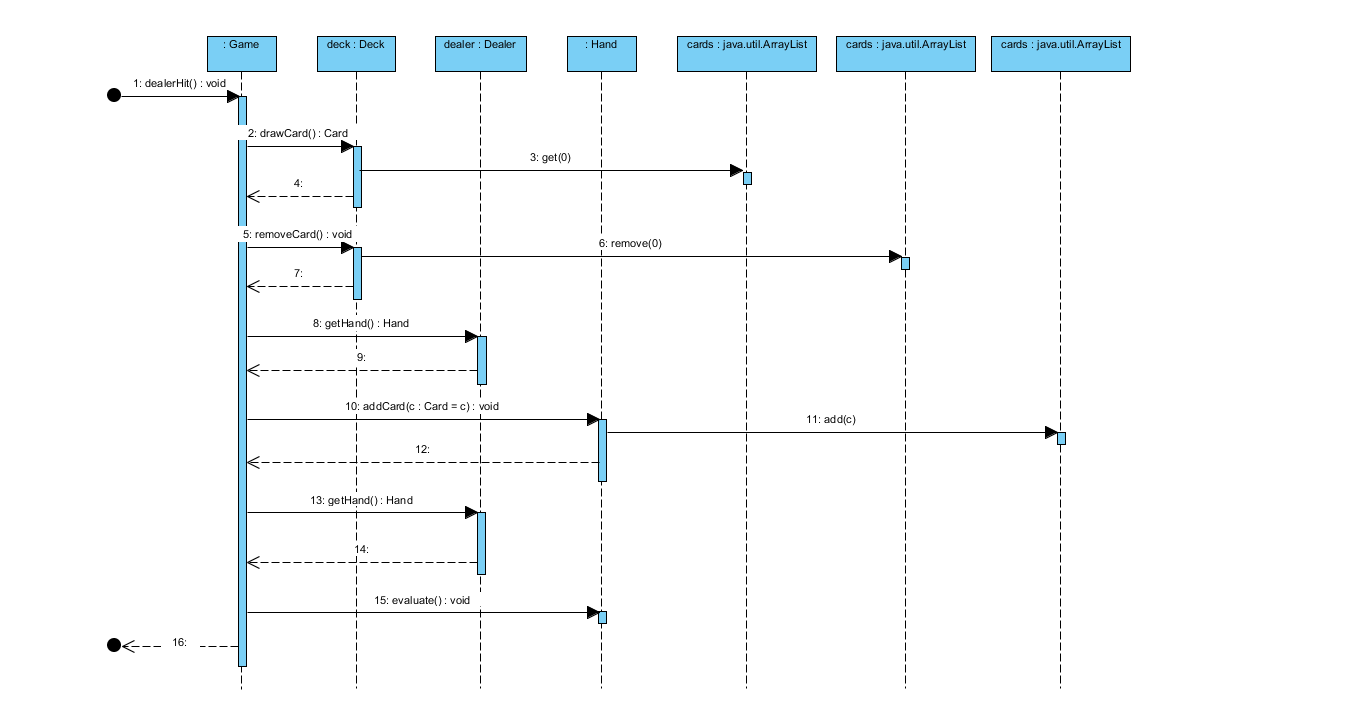 : Game
deck : Deck
dealer : Dealer
: Hand
cards : java.util.ArrayList
cards : java.util.ArrayList
cards : java.util.ArrayList
1: dealerHit() : void
2: drawCard() : Card
3: get(0)
4:
5: removeCard() : void
6: remove(0)
7:
8: getHand() : Hand
9:
10: addCard(c : Card = c) : void
11: add(c)
12:
13: getHand() : Hand
14:
15: evaluate() : void
16: